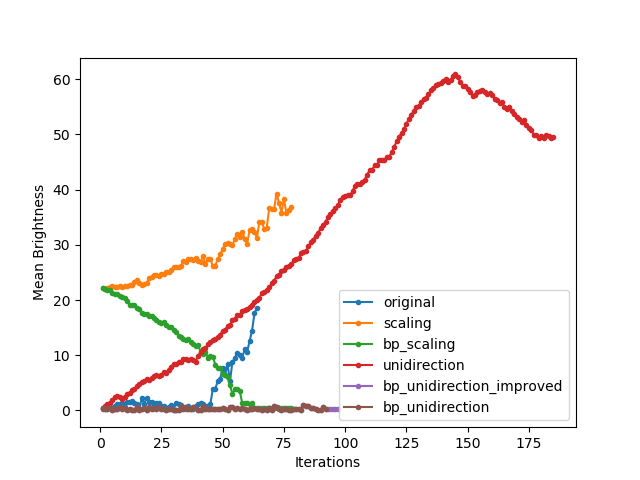 60
50
40
30
20
10
0
Mean Brightness
original
scaling
bp_scaling
unidirection
bp_unidirection_improved
bp_unidirection
0 25 50 75 100 125 150 175
Iterations